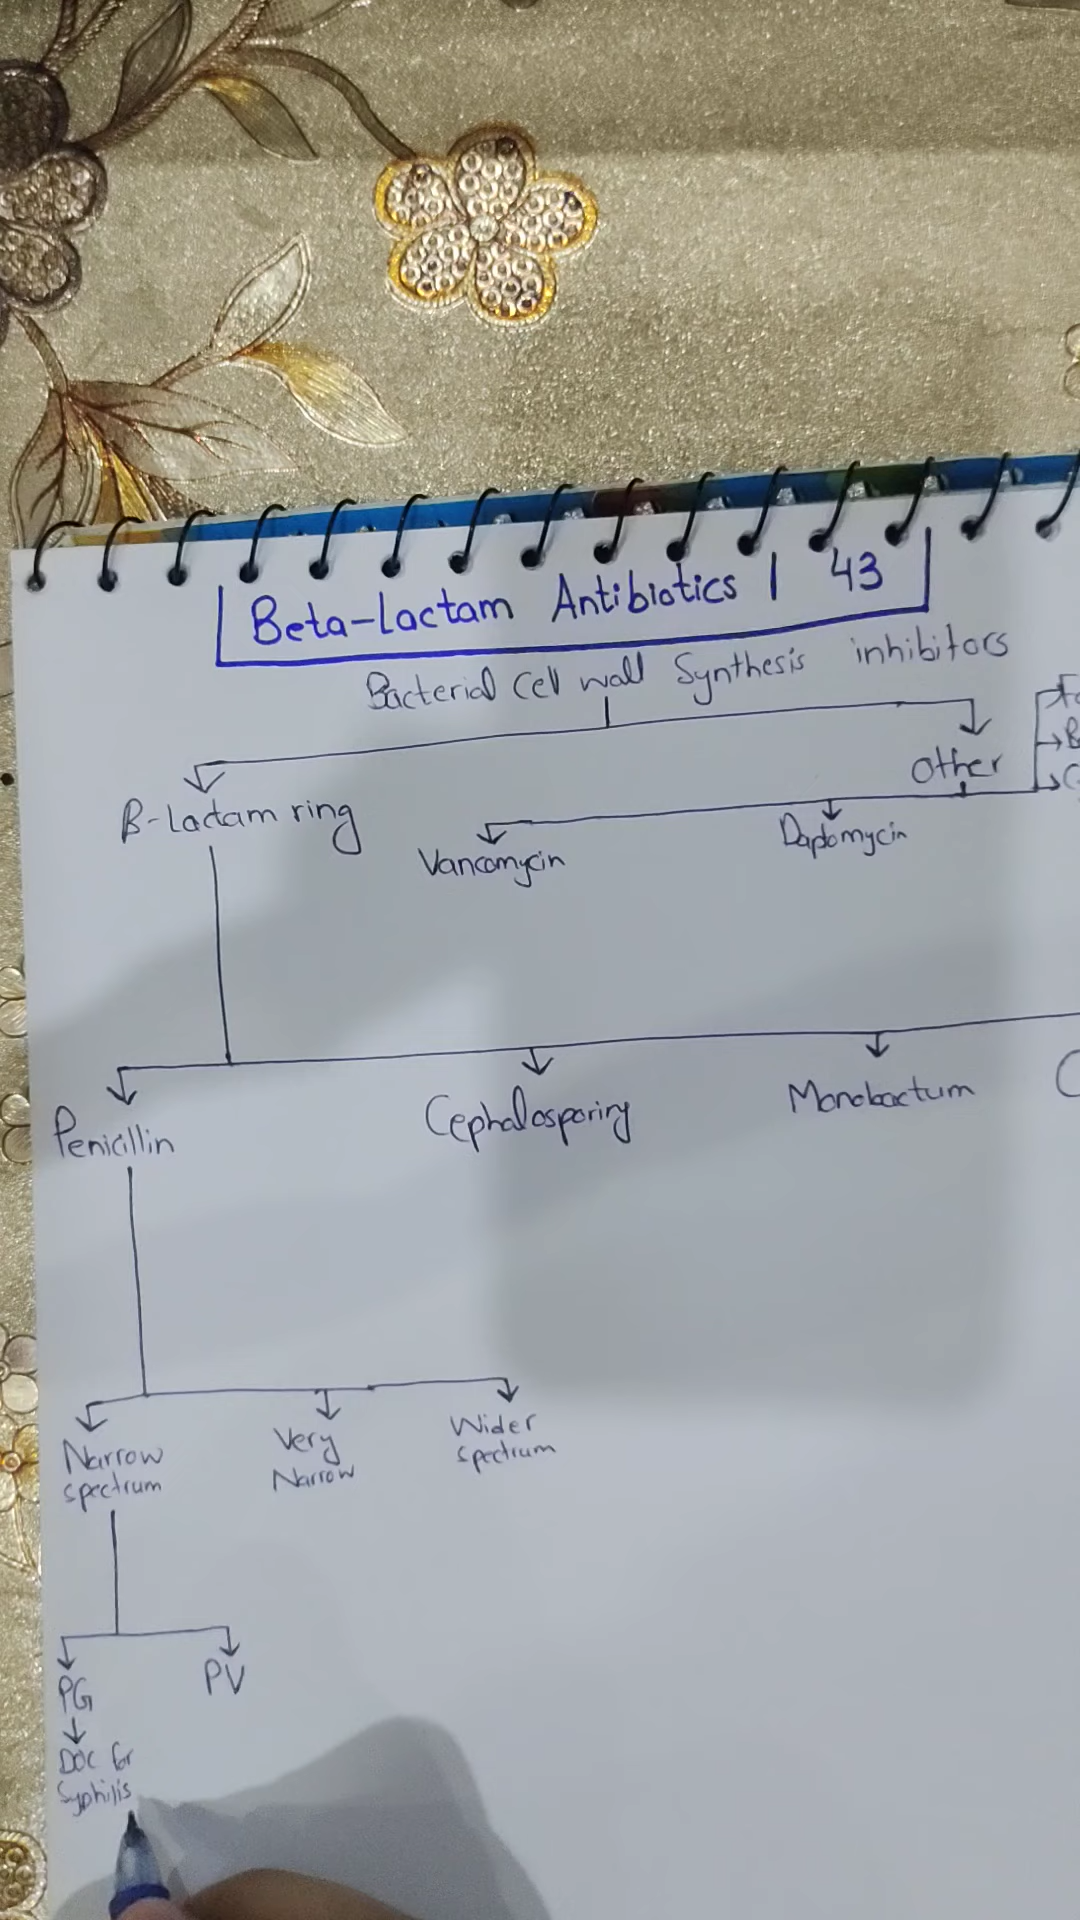 Beta-Lactam Antibiotics | 43
Bacterial Cell wall Synthesis inhibitors
B-Lactam ring
Other
Vancomycin
Daptomycin
Penicillin
Cephalosporing
Monobactum
Narrow
spectrum
Very
Narrow
Wider
spectrum
PG
PV
DOC for
Syphilis